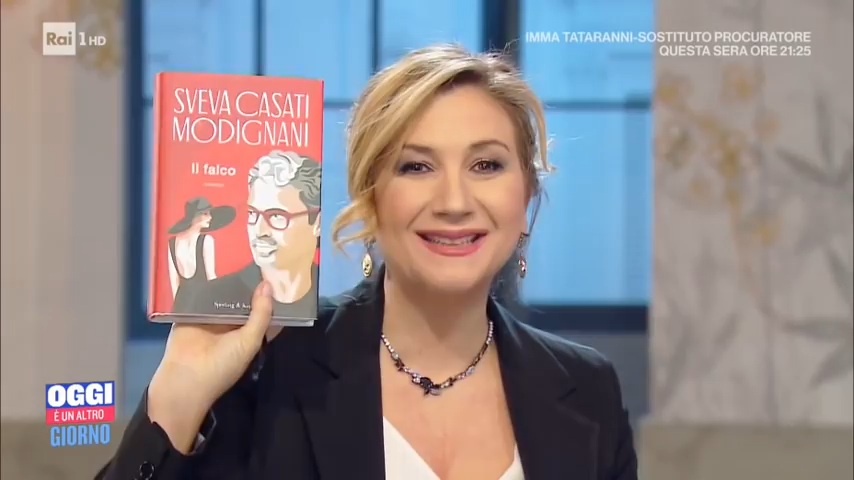 Rai 1 HD
IMMA TATARANNI-SOSTITUTO PROCURATORE
QUESTA SERA ORE 21:25
SVEVA CASATI
MODIGNANI
Il falco
Sperling &
OGGI
È UN ALTRO
GIORNO